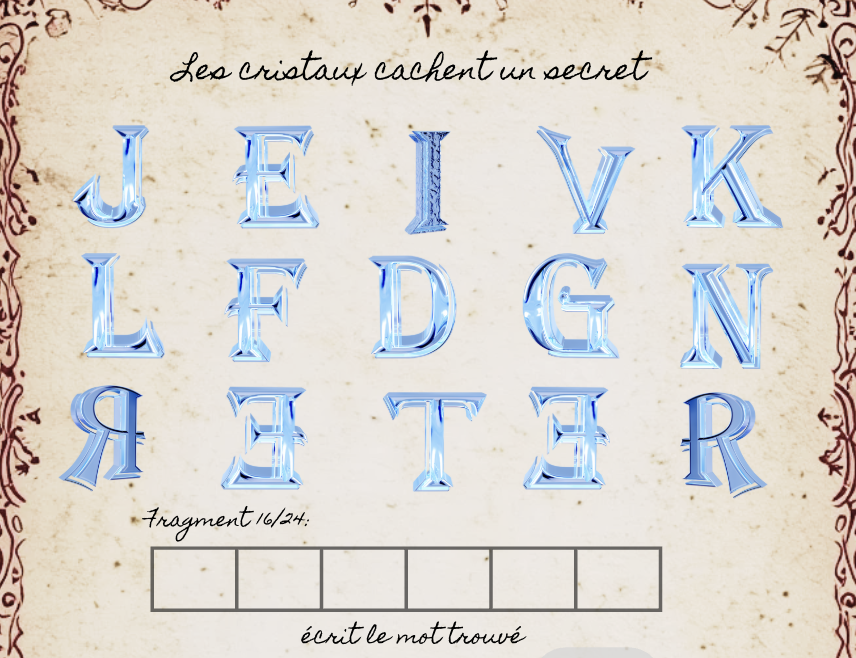 Les cristaux cachent un secret
J E I V K
L F D G N
R E T E R
Fragment 16/24:
écrit le mot trouvé